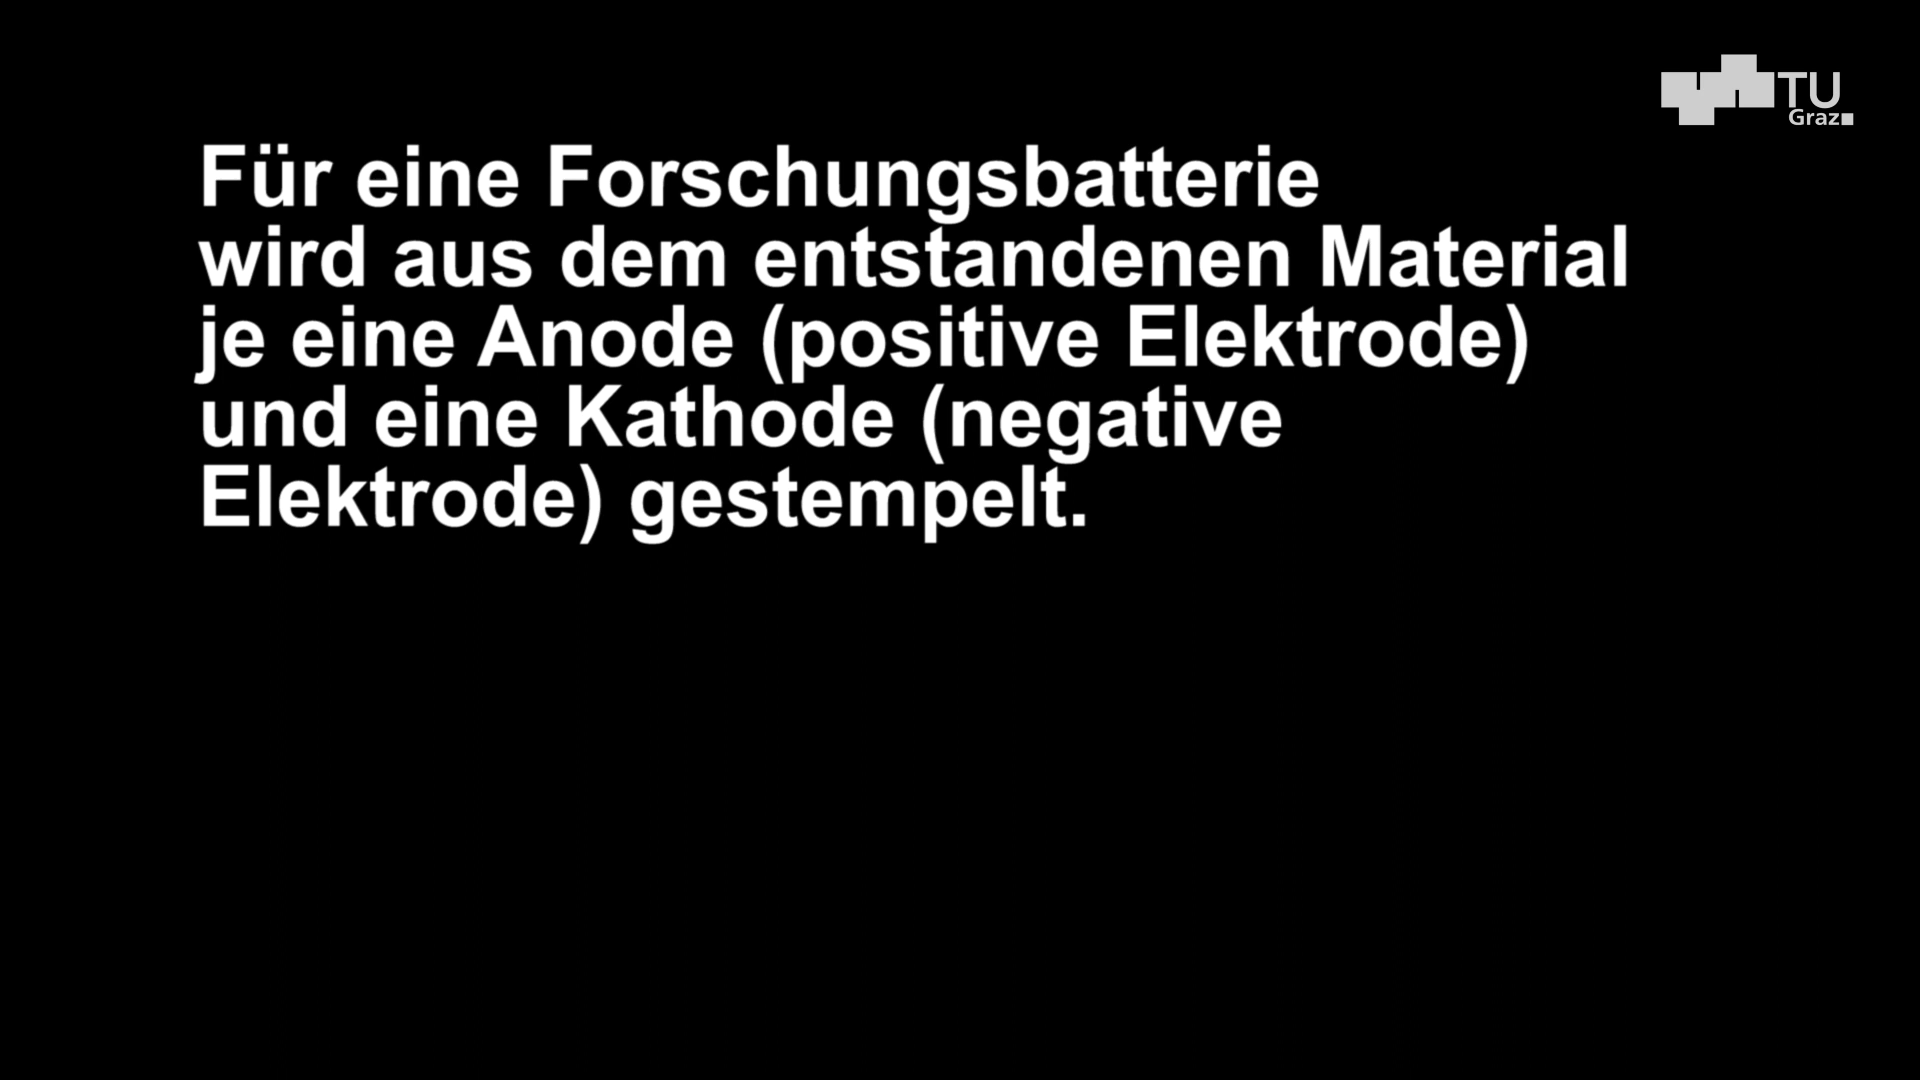 TU
Graz
Für eine Forschungsbatterie
wird aus dem entstandenen Material
je eine Anode (positive Elektrode)
und eine Kathode (negative
Elektrode) gestempelt.